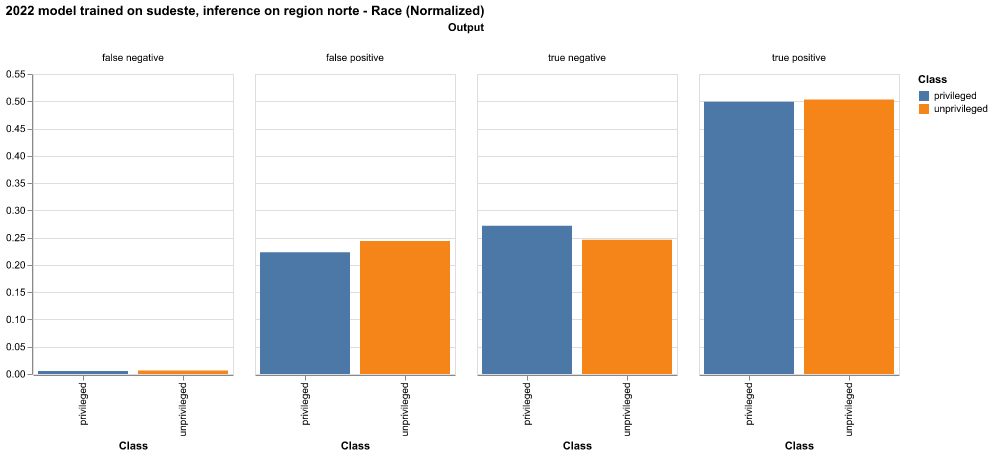 2022 model trained on sudeste, inference on region norte - Race (Normalized)
Output
false negative
false positive
true negative
true positive
0.55
0.50
0.45
0.40
0.35
0.30
0.25
0.20
0.15
0.10
0.05
0.00
privileged
unprivileged
privileged
unprivileged
privileged
unprivileged
privileged
unprivileged
Class
Class
Class
Class
Class
privileged
unprivileged